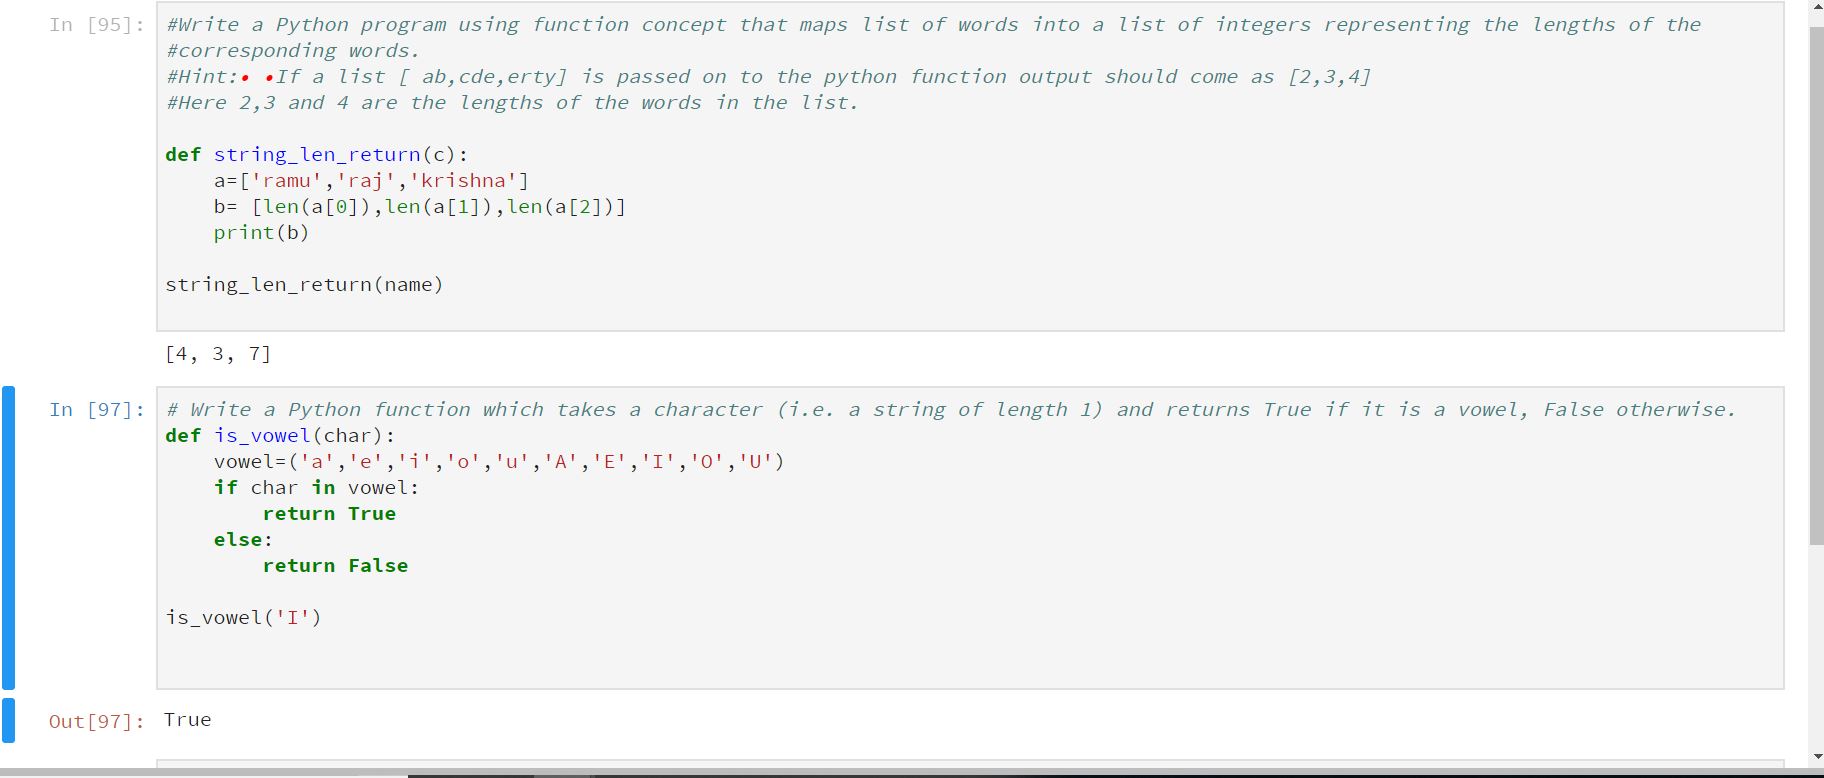 In [95]:
#Write a Python program using function concept that maps list of words into a list of integers representing the lengths of the
#corresponding words.
#Hint:• •If a list [ ab,cde,erty] is passed on to the python function output should come as [2,3,4]
#Here 2,3 and 4 are the lengths of the words in the list.
def string_len_return(c):
    a=['ramu','raj','krishna']
    b= [len(a[0]),len(a[1]),len(a[2])]
    print(b)
string_len_return(name)
[4, 3, 7]
In [97]:
# Write a Python function which takes a character (i.e. a string of length 1) and returns True if it is a vowel, False otherwise.
def is_vowel(char):
    vowel=('a','e','i','o','u','A','E','I','O','U')
    if char in vowel:
        return True
    else:
        return False
is_vowel('I')
Out[97]:
True